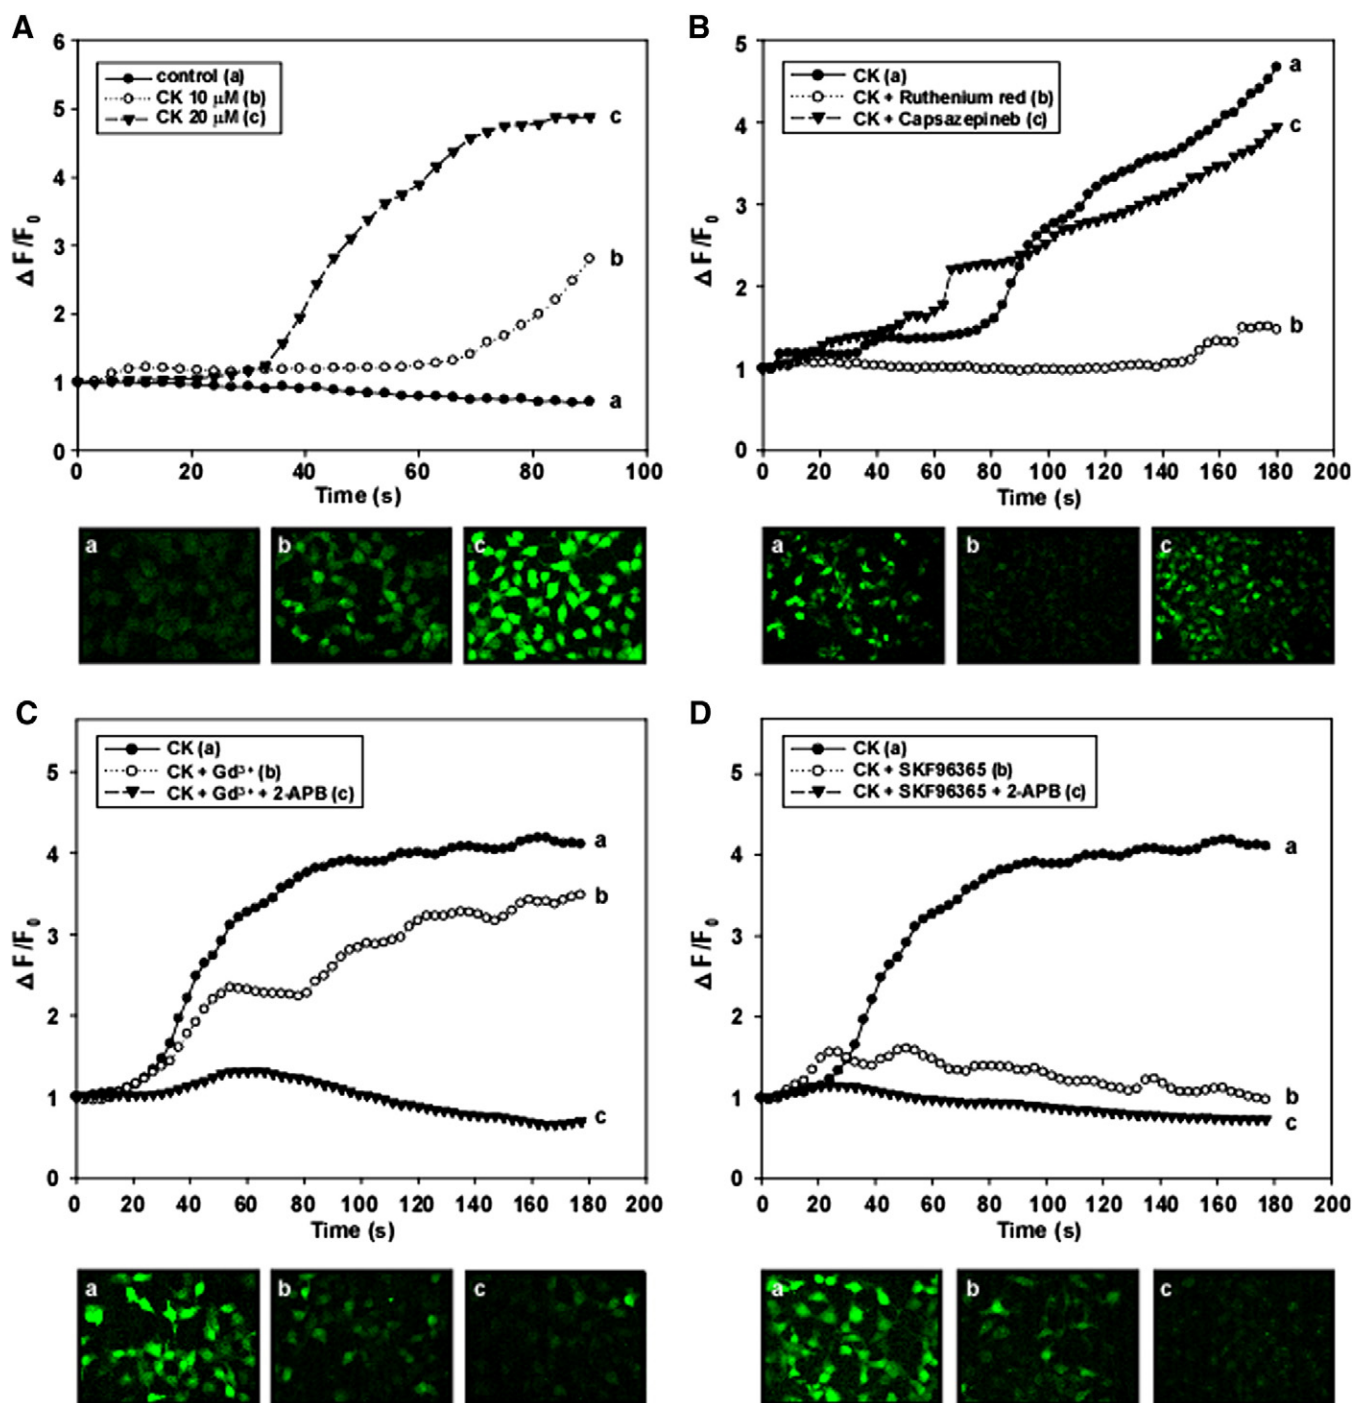 A
6
5
4
3
2
1
0
Δ F/F0
control (a)
CK 10 μM (b)
CK 20 μM (c)
c
b
a
0 20 40 60 80 100
Time (s)
a b c
B
5
4
3
2
1
0
Δ F/F0
CK (a)
CK + Ruthenium red (b)
CK + Capsazepineb (c)
a
c
b
0 20 40 60 80 100 120 140 160 180 200
Time (s)
a b c
C
5
4
3
2
1
0
Δ F/F0
CK (a)
CK + Gd³⁺ (b)
CK + Gd³⁺ + 2-APB (c)
a
b
c
0 20 40 60 80 100 120 140 160 180 200
Time (s)
a b c
D
5
4
3
2
1
0
Δ F/F0
CK (a)
CK + SKF96365 (b)
CK + SKF96365 + 2-APB (c)
a
b
c
0 20 40 60 80 100 120 140 160 180 200
Time (s)
a b c